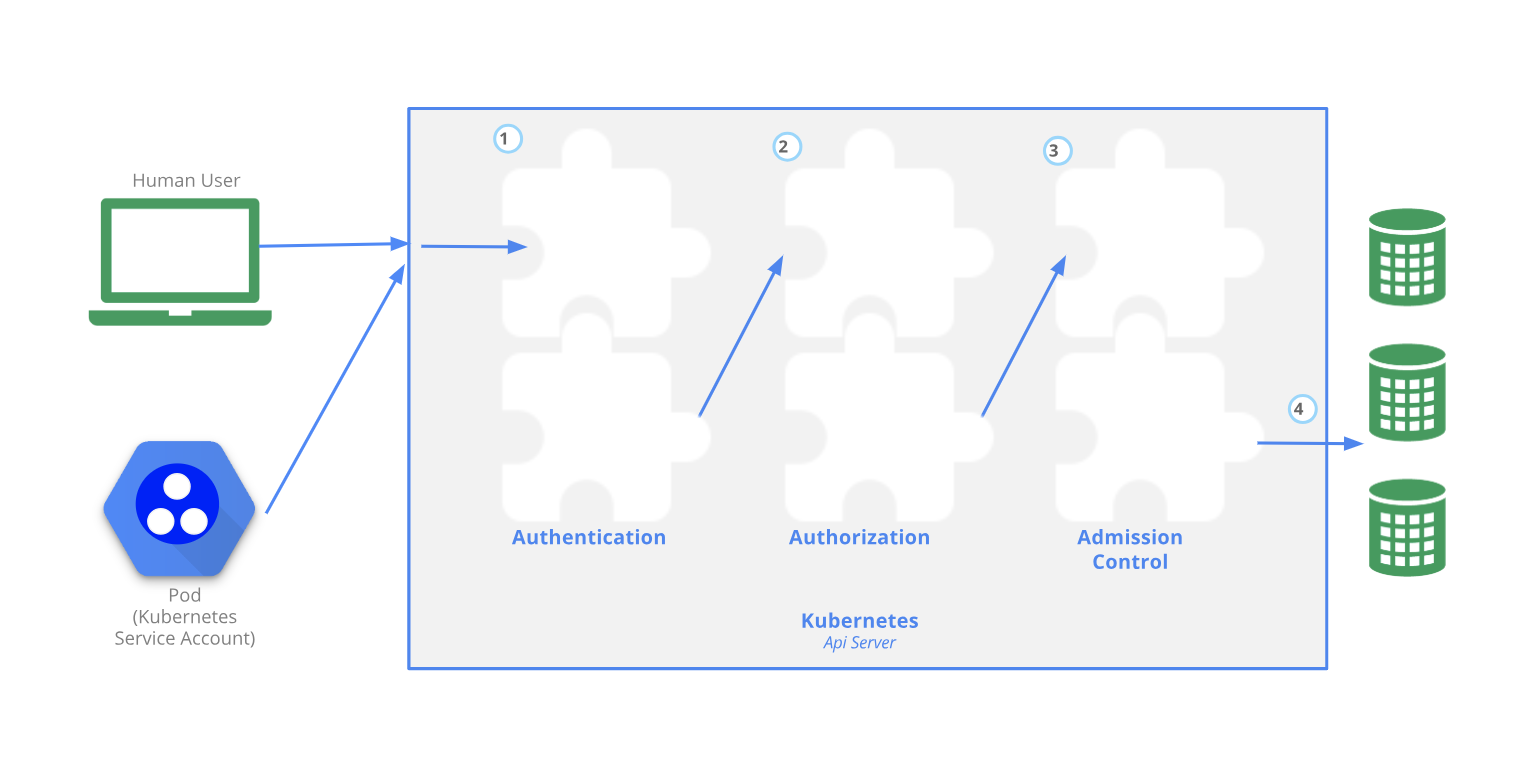 Human User
Pod
(Kubernetes
Service Account)
1
2
3
4
Authentication
Authorization
Admission
Control
Kubernetes
Api Server